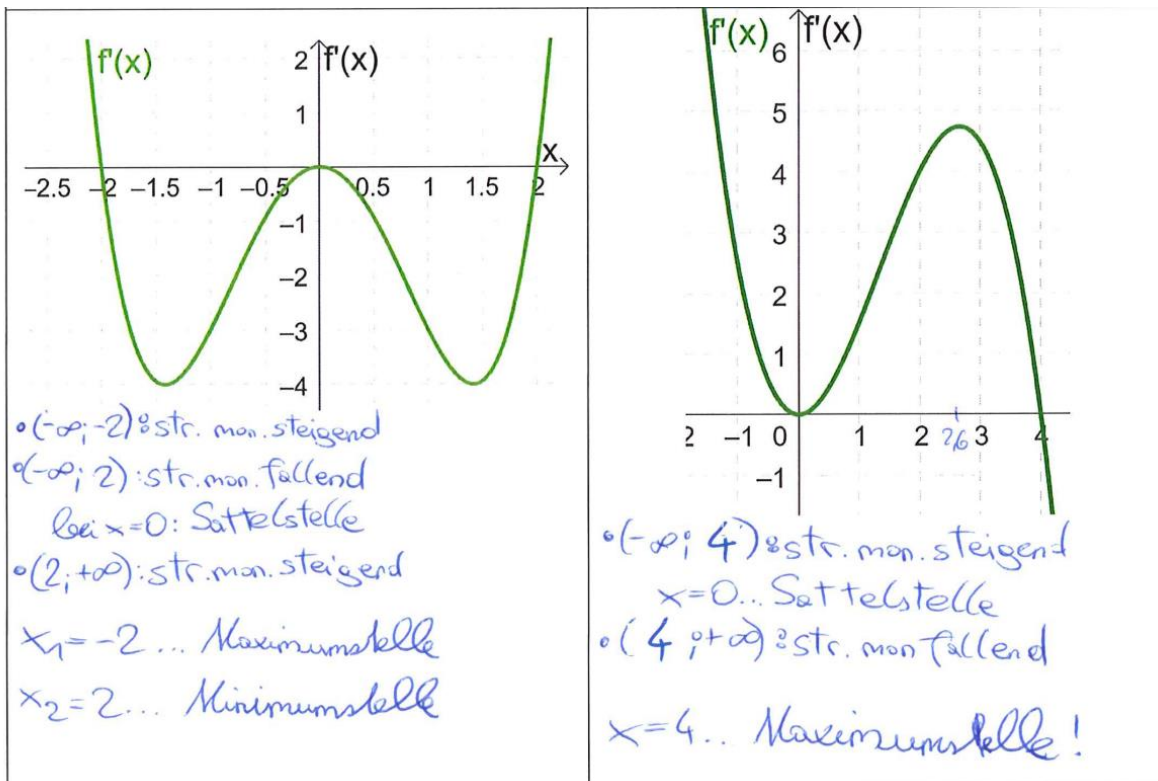 f'(x)
2 f'(x)
1
x
–2.5 –2 –1.5 –1 –0.5 0.5 1 1.5 2
–1
–2
–3
–4
•(-∞; -2): str. mon. steigend
•(-∞; 2): str. mon. fallend
bei x=0: Sattelstelle
•(2; +∞): str. mon. steigend
x₁=-2 ... Maximumstelle
x₂=2 ... Minimumstelle
f'(x) f'(x)
6
5
4
3
2
1
2 –1 0 1 2 2,6 3 4
–1
•(-∞; 4): str. mon. steigend
x=0... Sattelstelle
•(4; +∞): str. mon fallend
x=4.. Maximumstelle!